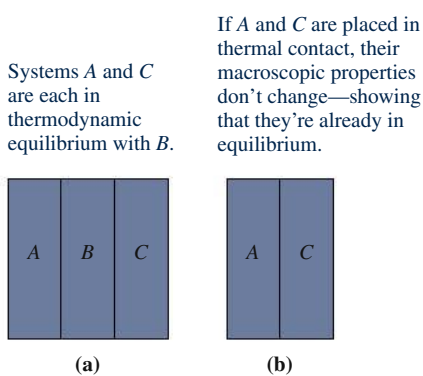 Systems A and C
are each in
thermodynamic
equilibrium with B.
If A and C are placed in
thermal contact, their
macroscopic properties
don't change—showing
that they're already in
equilibrium.
A B C
(a)
A C
(b)